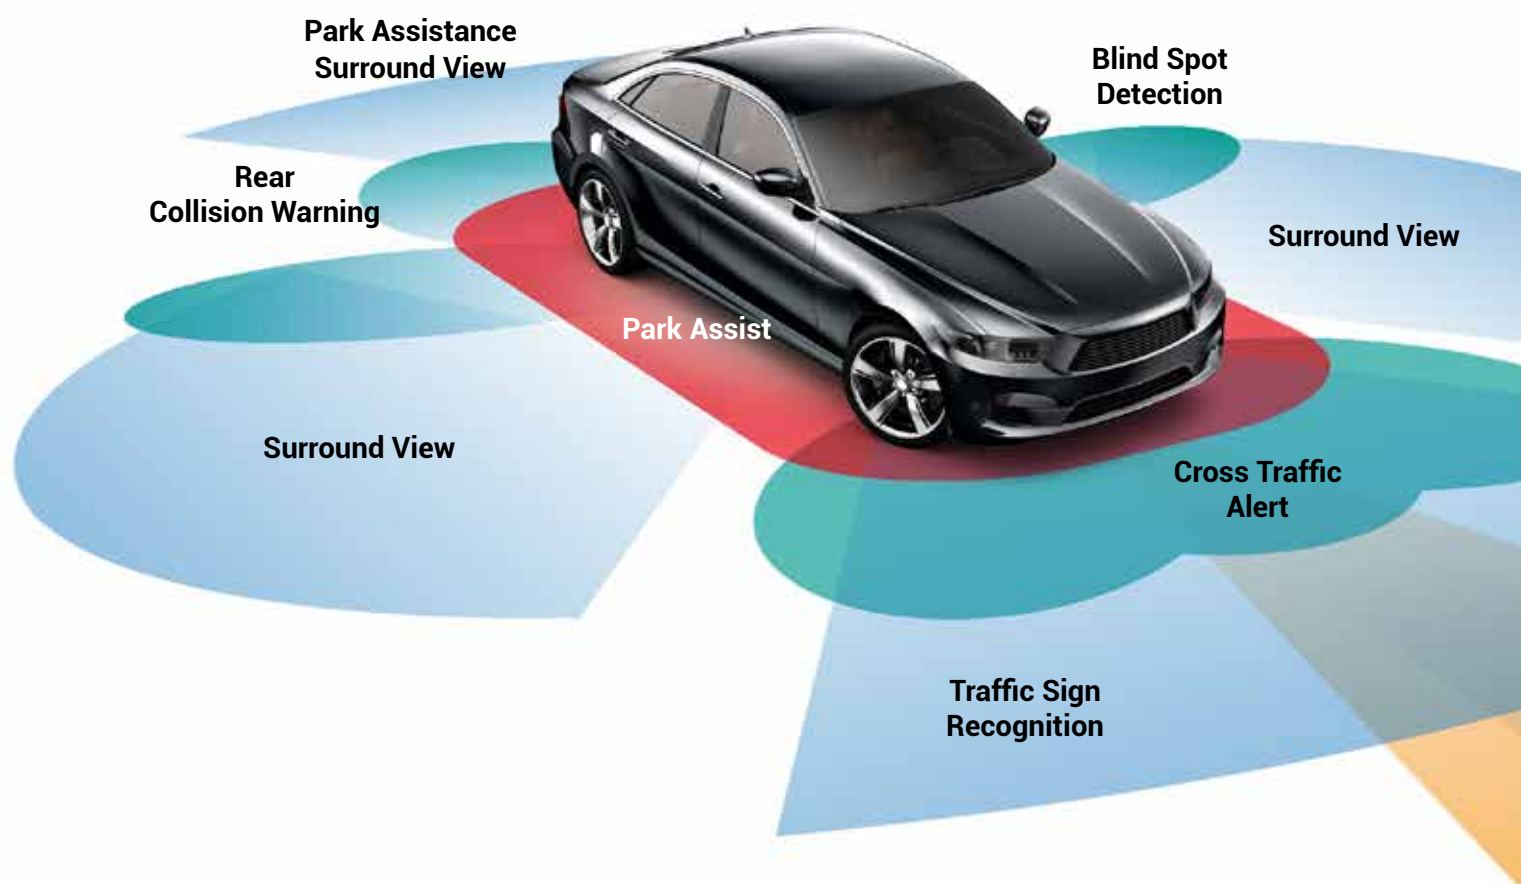 Park Assistance
Surround View
Blind Spot
Detection
Rear
Collision Warning
Surround View
Park Assist
Surround View
Cross Traffic
Alert
Traffic Sign
Recognition